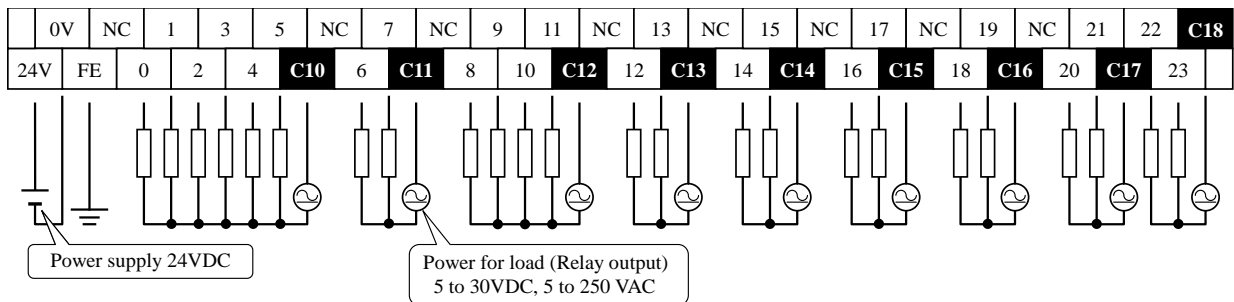 0V NC 1 3 5 NC 7 NC 9 11 NC 13 NC 15 NC 17 NC 19 NC 21 22 C18
24V FE 0 2 4 C10 6 C11 8 10 C12 12 C13 14 C14 16 C15 18 C16 20 C17 23
Power supply 24VDC
Power for load (Relay output)
5 to 30VDC, 5 to 250 VAC